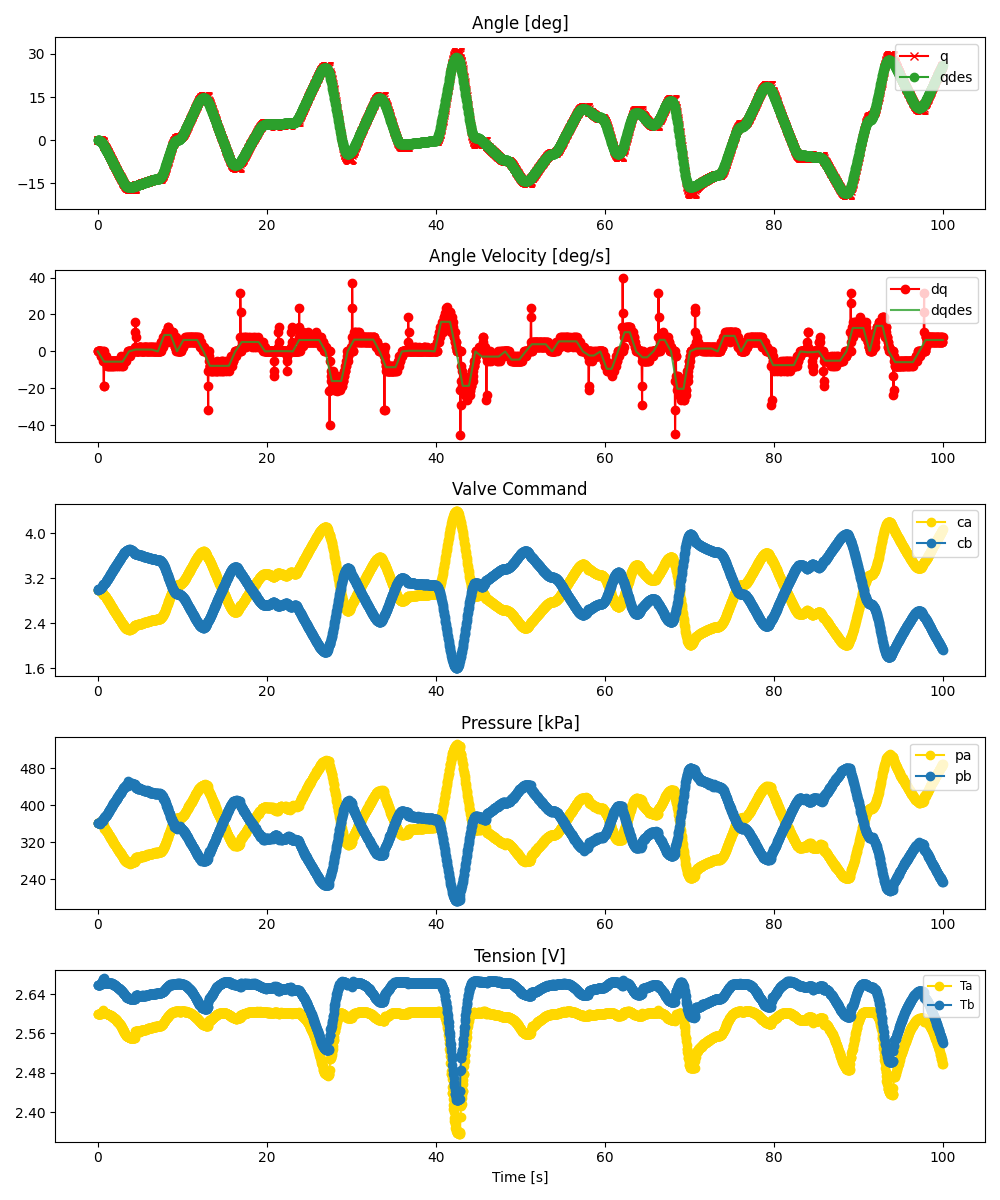 Angle [deg]
30
15
0
−15
q
qdes
0 20 40 60 80 100
Angle Velocity [deg/s]
40
20
0
−20
−40
dq
dqdes
0 20 40 60 80 100
Valve Command
4.0
3.2
2.4
1.6
ca
cb
0 20 40 60 80 100
Pressure [kPa]
480
400
320
240
pa
pb
0 20 40 60 80 100
Tension [V]
2.64
2.56
2.48
2.40
Ta
Tb
0 20 40 60 80 100
Time [s]